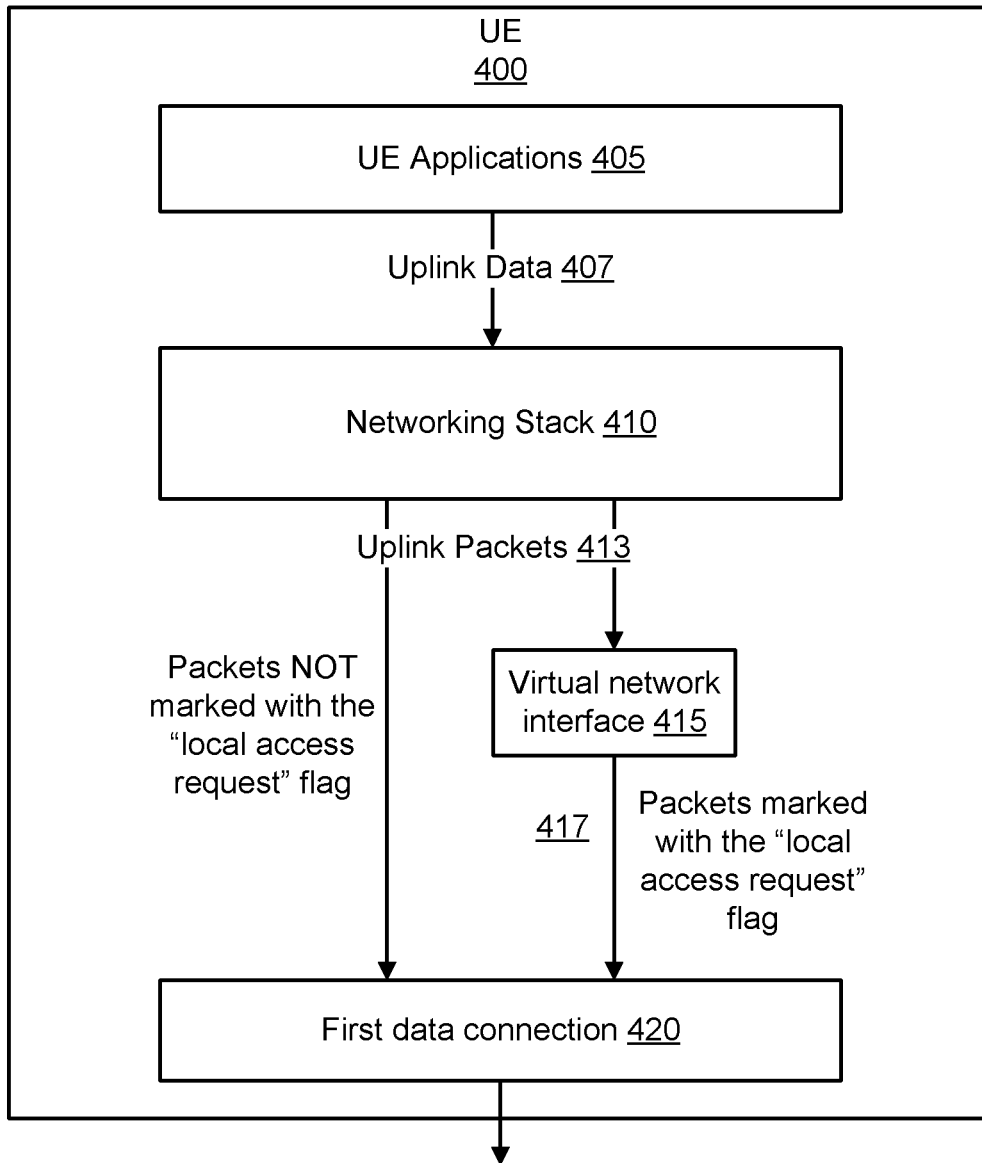 UE
400
UE Applications 405
Uplink Data 407
Networking Stack 410
Uplink Packets 413
Packets NOT
marked with the
“local access
request” flag
Virtual network
interface 415
417
Packets marked
with the “local
access request”
flag
First data connection 420